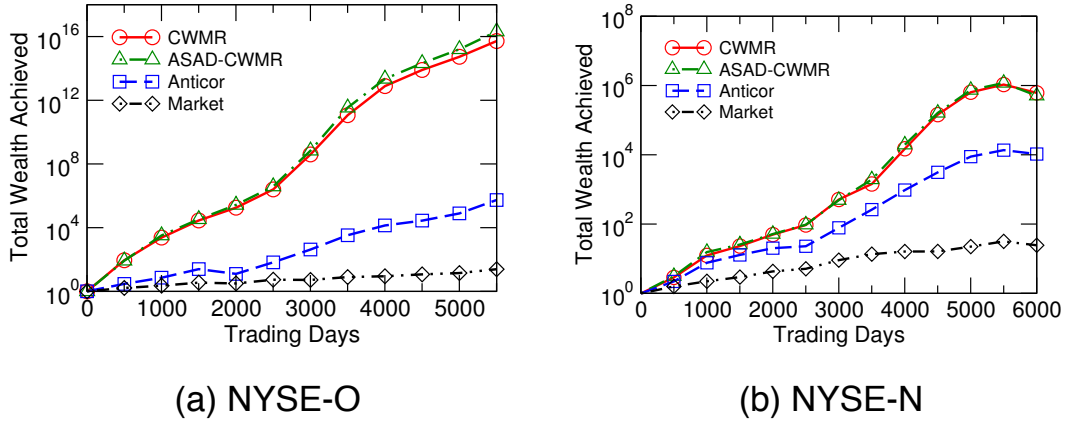 Total Wealth Achieved
10^16
10^12
10^8
10^4
10^0
CWMR
ASAD-CWMR
Anticor
Market
0 1000 2000 3000 4000 5000
Trading Days
(a) NYSE-O
Total Wealth Achieved
10^8
10^6
10^4
10^2
10^0
CWMR
ASAD-CWMR
Anticor
Market
0 1000 2000 3000 4000 5000 6000
Trading Days
(b) NYSE-N